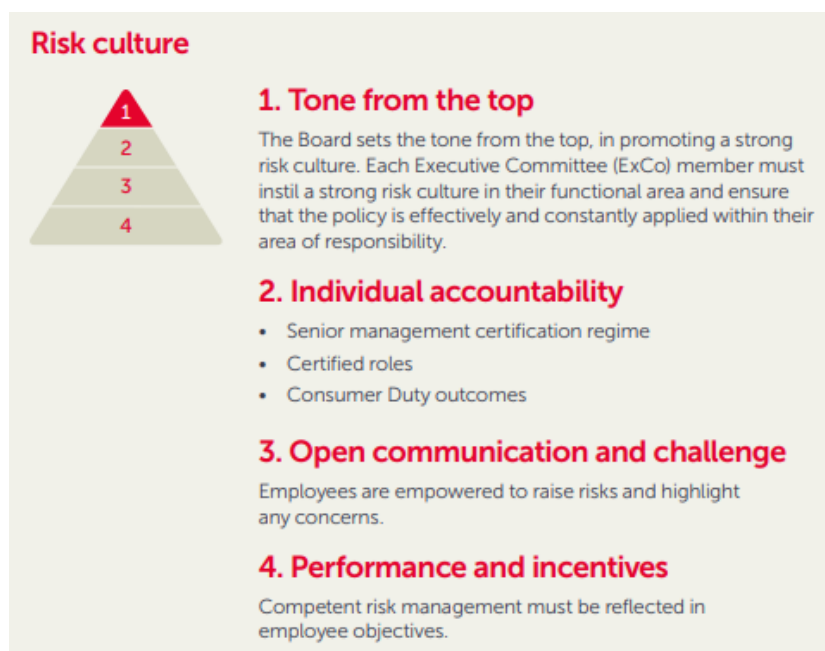 Risk culture
1
2
3
4
1. Tone from the top
The Board sets the tone from the top, in promoting a strong
risk culture. Each Executive Committee (ExCo) member must
instil a strong risk culture in their functional area and ensure
that the policy is effectively and constantly applied within their
area of responsibility.
2. Individual accountability
• Senior management certification regime
• Certified roles
• Consumer Duty outcomes
3. Open communication and challenge
Employees are empowered to raise risks and highlight
any concerns.
4. Performance and incentives
Competent risk management must be reflected in
employee objectives.